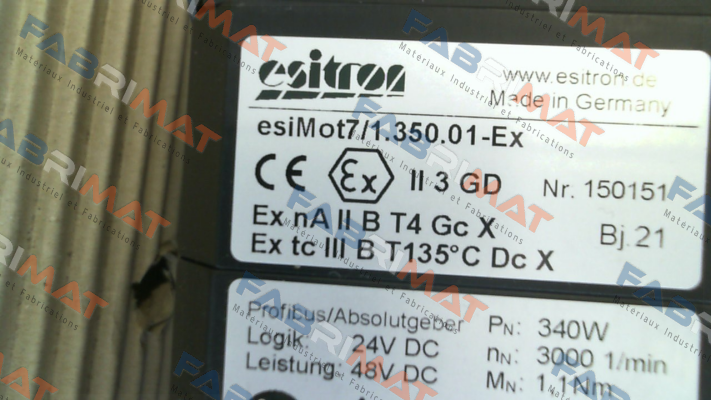 esitron
www.esitron.de
Made in Germany
esiMot7/1.350.01-Ex
CE Ex II 3 GD Nr. 150151
Ex nA II B T4 Gc X
Bj. 21
Ex tc III B T135°C Dc X
Profibus/Absolutgeber
Logik: 24V DC
Leistung: 48V DC
PN: 340W
nN: 3000 1/min
MN: 1,1Nm
FABRIMAT
Matériaux Industriel et Fabrications